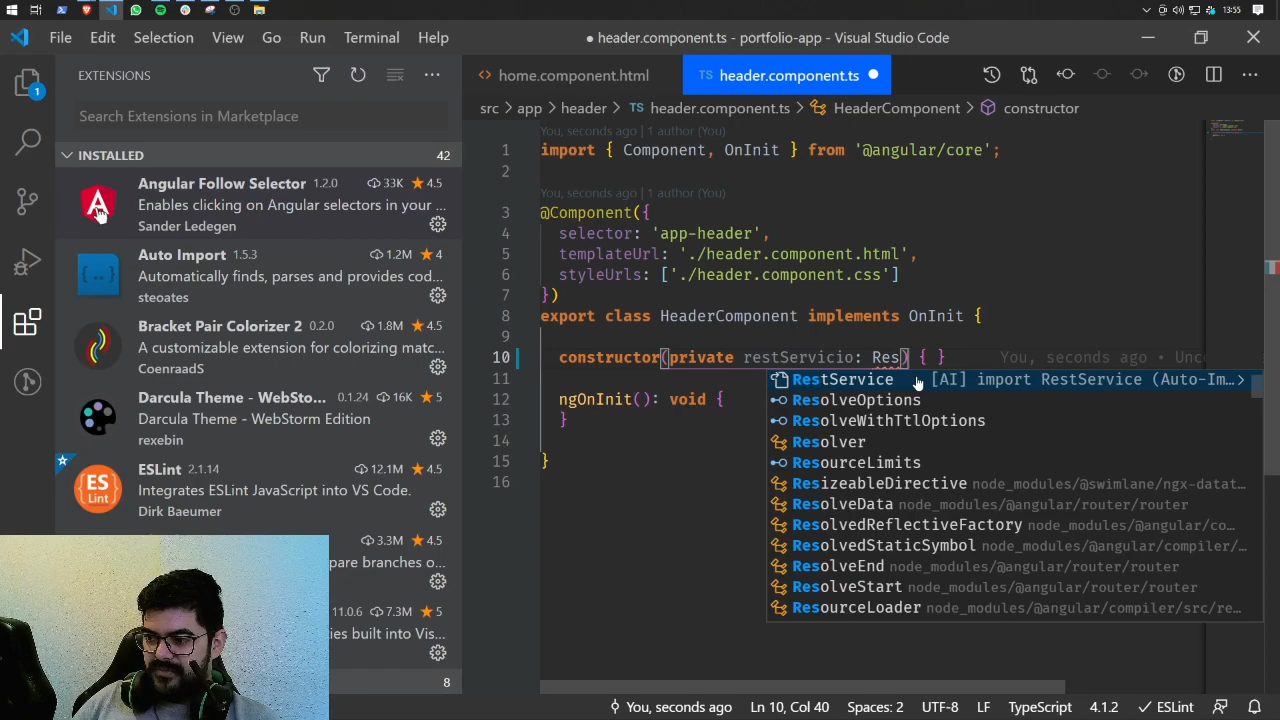 13:55
File Edit Selection View Go Run Terminal Help
● header.component.ts - portfolio-app - Visual Studio Code
EXTENSIONS
1
Search Extensions in Marketplace
INSTALLED 42
Angular Follow Selector 1.2.0 33K 4.5
Enables clicking on Angular selectors in your ...
Sander Ledegen
Auto Import 1.5.3 1.2M 4
Automatically finds, parses and provides cod...
steoates
Bracket Pair Colorizer 2 0.2.0 1.8M 4.5
A customizable extension for colorizing matc...
CoenraadS
Darcula Theme - WebSto... 0.1.24 16K 5
Darcula Theme - WebStorm Edition
rexebin
ESLint 2.1.14 12.1M 4.5
Integrates ESLint JavaScript into VS Code.
Dirk Baeumer
ES
Lint
3.3M 4.5
pare branches o...
11.0.6 7.3M 5
ties built into Vis...
8
home.component.html
TS header.component.ts ●
src > app > header > TS header.component.ts > HeaderComponent > constructor
You, seconds ago | 1 author (You)
1 import { Component, OnInit } from '@angular/core';
2
You, seconds ago | 1 author (You)
3 @Component({
4 selector: 'app-header',
5 templateUrl: './header.component.html',
6 styleUrls: ['./header.component.css']
7 })
8 export class HeaderComponent implements OnInit {
9
10 constructor(private restServicio: Res) { } You, seconds ago • Unc
11
12 ngOnInit(): void {
13 }
14
15 }
16
RestService [AI] import RestService (Auto-Im...
ResolveOptions
ResolveWithTtlOptions
Resolver
ResourceLimits
ResizeableDirective node_modules/@swimlane/ngx-datat...
ResolveData node_modules/@angular/router/router
ResolvedReflectiveFactory node_modules/@angular/co...
ResolvedStaticSymbol node_modules/@angular/compiler/...
ResolveEnd node_modules/@angular/router/router
ResolveStart node_modules/@angular/router/router
ResourceLoader node_modules/@angular/compiler/src/re...
You, seconds ago Ln 10, Col 40 Spaces: 2 UTF-8 LF TypeScript 4.1.2 ESLint